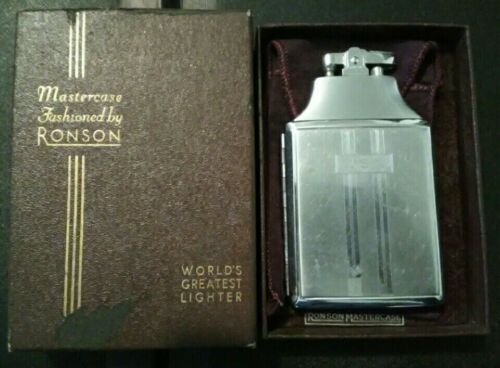 Mastercase
Fashioned by
RONSON
WORLD'S
GREATEST
LIGHTER
RONSON MASTERCASE